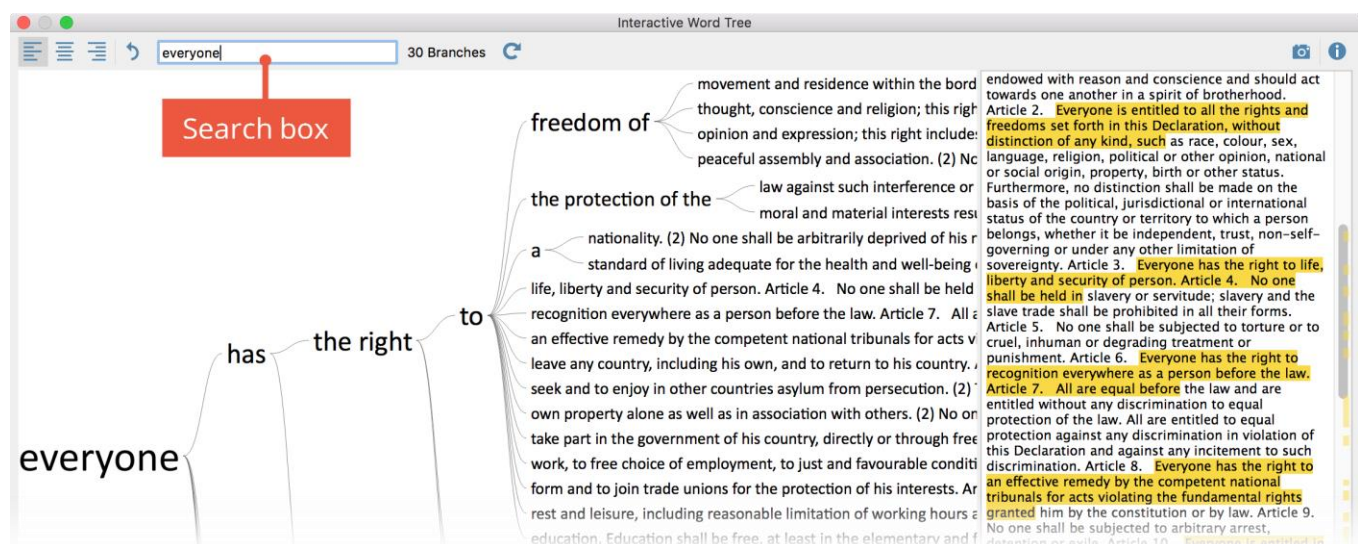 Interactive Word Tree
everyone
30 Branches
Search box
everyone
has
the right
to
freedom of
movement and residence within the bord
thought, conscience and religion; this righ
opinion and expression; this right include
peaceful assembly and association. (2) No
the protection of the
law against such interference or
moral and material interests resu
a
nationality. (2) No one shall be arbitrarily deprived of his r
standard of living adequate for the health and well-being
life, liberty and security of person. Article 4. No one shall be held
recognition everywhere as a person before the law. Article 7. All a
an effective remedy by the competent national tribunals for acts vi
leave any country, including his own, and to return to his country.
seek and to enjoy in other countries asylum from persecution. (2)
own property alone as well as in association with others. (2) No on
take part in the government of his country, directly or through free
work, to free choice of employment, to just and favourable conditi
form and to join trade unions for the protection of his interests. Ar
rest and leisure, including reasonable limitation of working hours a
education. Education shall be free, at least in the elementary and f
endowed with reason and conscience and should act
towards one another in a spirit of brotherhood.
Article 2. Everyone is entitled to all the rights and
freedoms set forth in this Declaration, without
distinction of any kind, such as race, colour, sex,
language, religion, political or other opinion, national
or social origin, property, birth or other status.
Furthermore, no distinction shall be made on the
basis of the political, jurisdictional or international
status of the country or territory to which a person
belongs, whether it be independent, trust, non-self-
governing or under any other limitation of
sovereignty. Article 3. Everyone has the right to life,
liberty and security of person. Article 4. No one
shall be held in slavery or servitude; slavery and the
slave trade shall be prohibited in all their forms.
Article 5. No one shall be subjected to torture or to
cruel, inhuman or degrading treatment or
punishment. Article 6. Everyone has the right to
recognition everywhere as a person before the law.
Article 7. All are equal before the law and are
entitled without any discrimination to equal
protection of the law. All are entitled to equal
protection against any discrimination in violation of
this Declaration and against any incitement to such
discrimination. Article 8. Everyone has the right to
an effective remedy by the competent national
tribunals for acts violating the fundamental rights
granted him by the constitution or by law. Article 9.
No one shall be subjected to arbitrary arrest,
detention or exile. Article 10. Everyone is entitled in